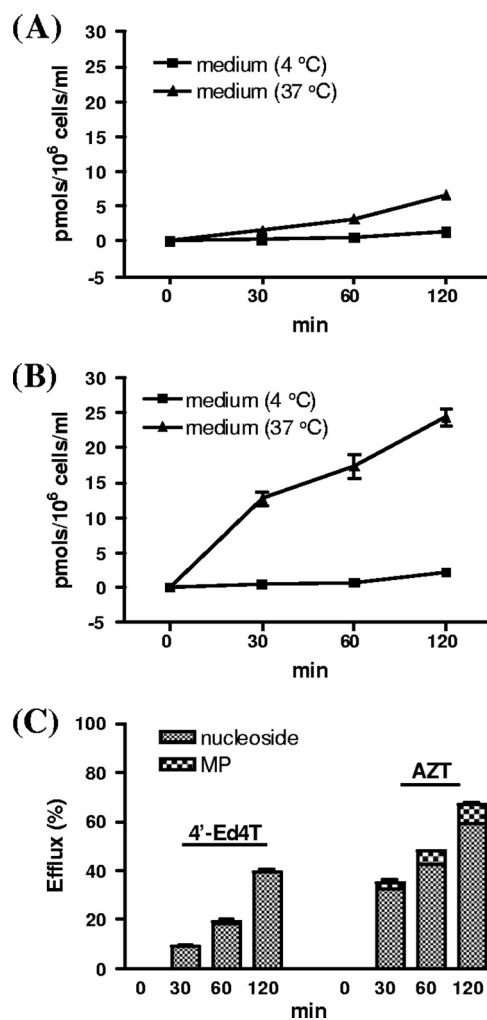 (A)
30
25
20
15
10
5
0
-5
pmols/10⁶ cells/ml
medium (4 °C)
medium (37 °C)
0 30 60 120
min
(B)
30
25
20
15
10
5
0
-5
pmols/10⁶ cells/ml
medium (4 °C)
medium (37 °C)
0 30 60 120
min
(C)
100
80
60
40
20
0
Efflux (%)
nucleoside
MP
4'-Ed4T
AZT
0 30 60 120 0 30 60 120
min